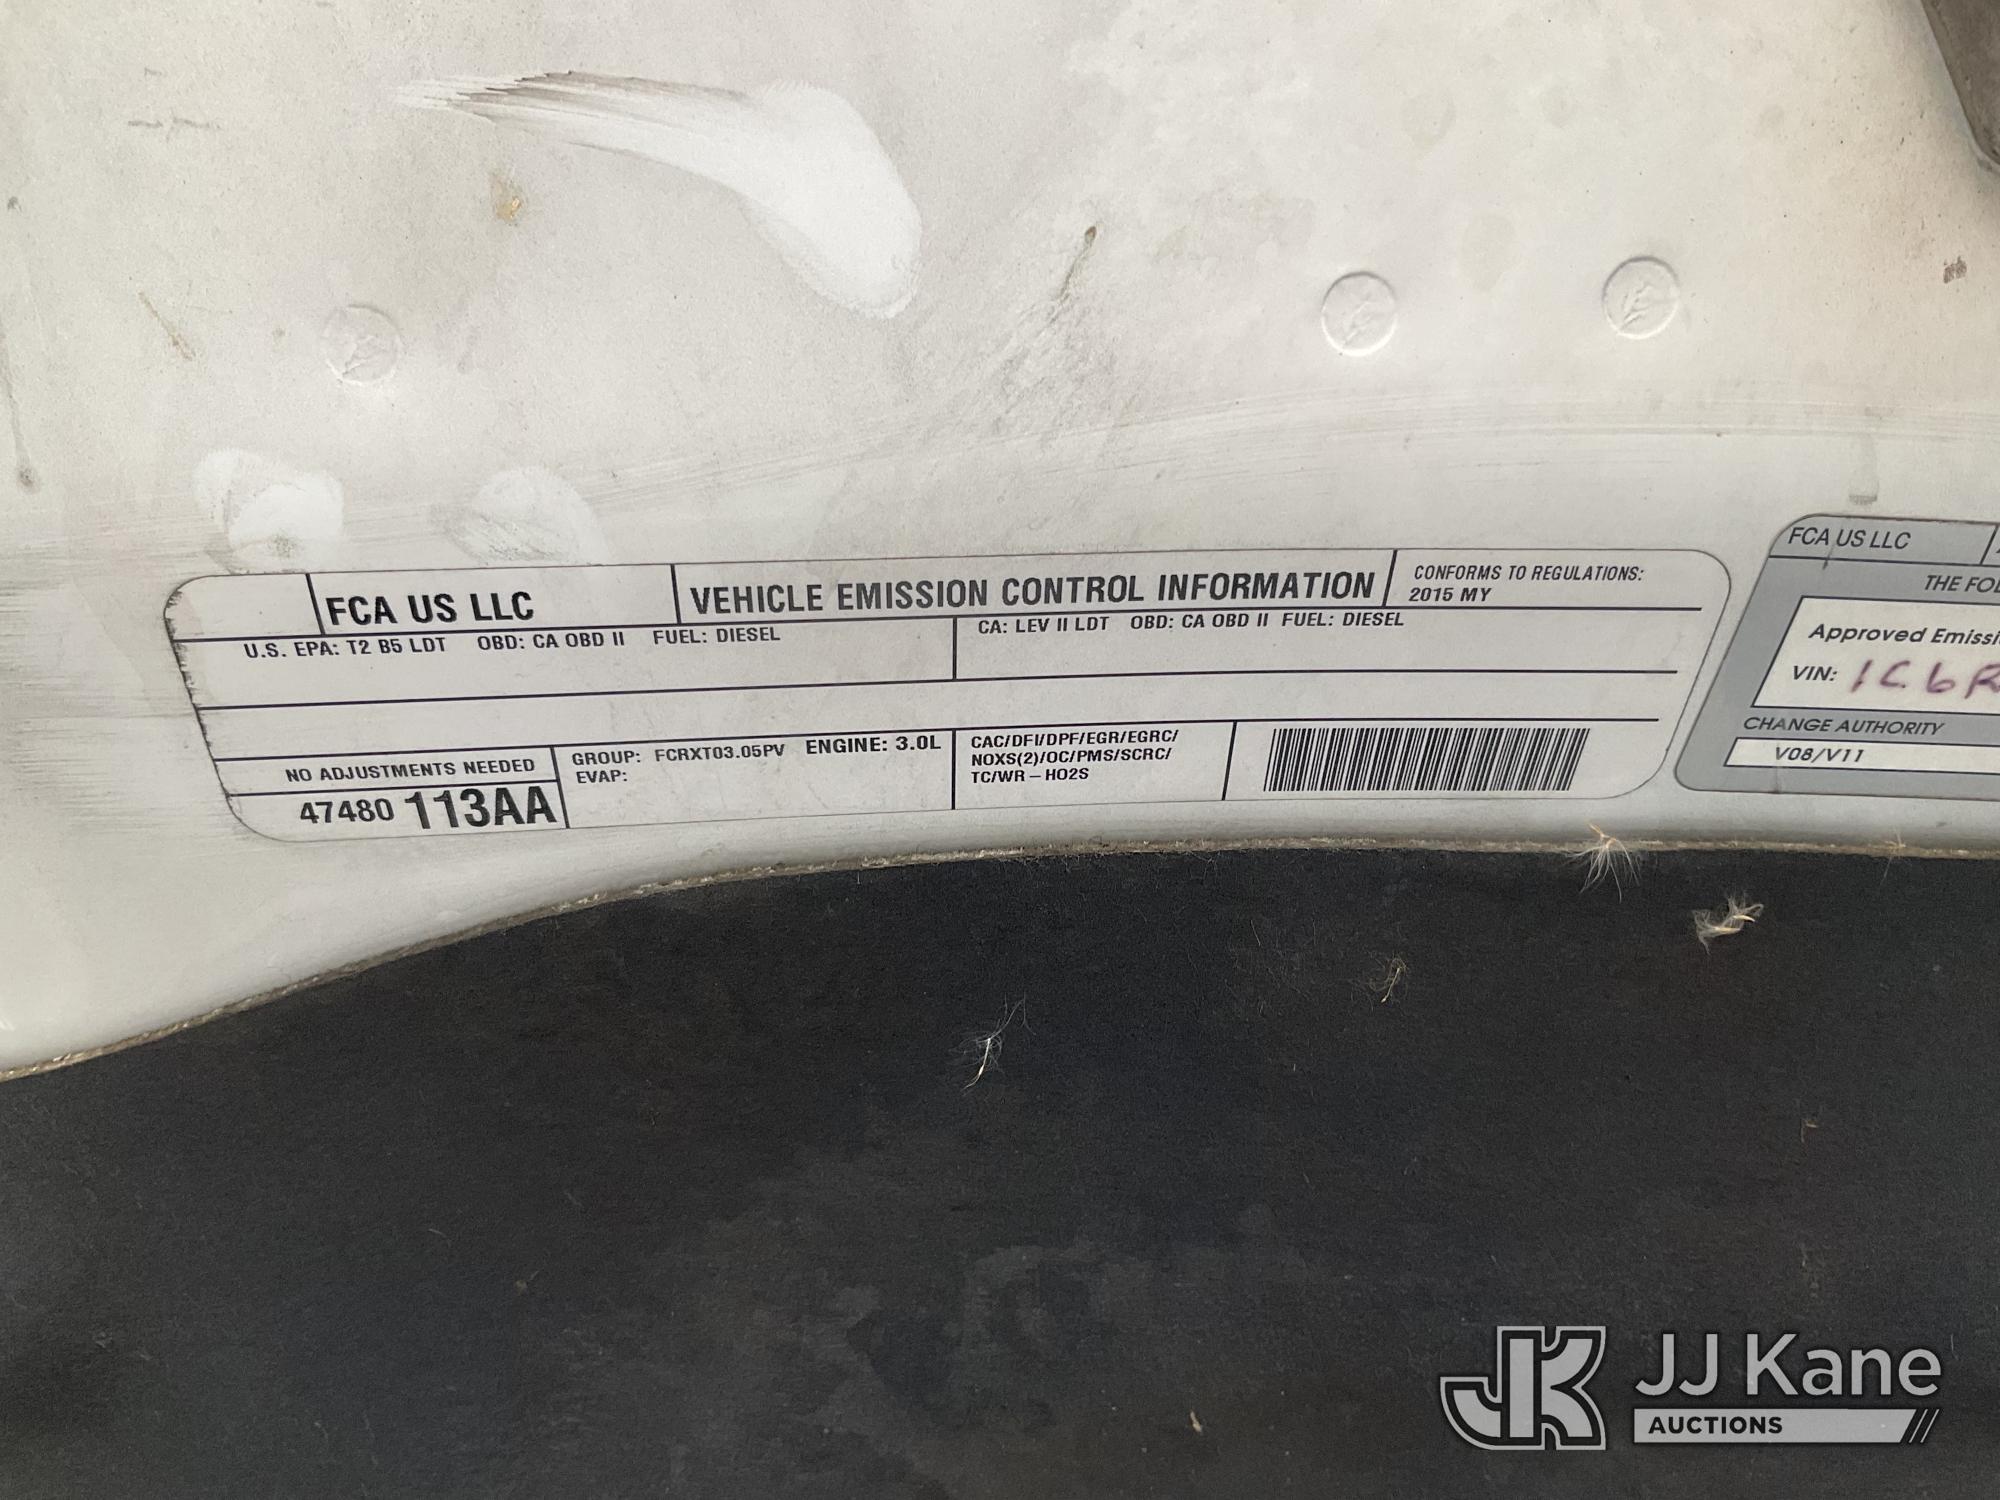 FCA US LLC
VEHICLE EMISSION CONTROL INFORMATION
CONFORMS TO REGULATIONS:
2015 MY
U.S. EPA: T2 B5 LDT OBD: CA OBD II FUEL: DIESEL
CA: LEV II LDT OBD: CA OBD II FUEL: DIESEL
NO ADJUSTMENTS NEEDED
47480 113AA
GROUP: FCRXT03.05PV ENGINE: 3.0L
EVAP:
CAC/DFI/DPF/EGR/EGRC/
NOXS(2)/OC/PMS/SCRC/
TC/WR – HO2S
FCA US LLC
THE
Approved
VIN: 1C6R
CHANGE AUTHORITY
V08/V11
JK
JJ Kane
AUCTIONS